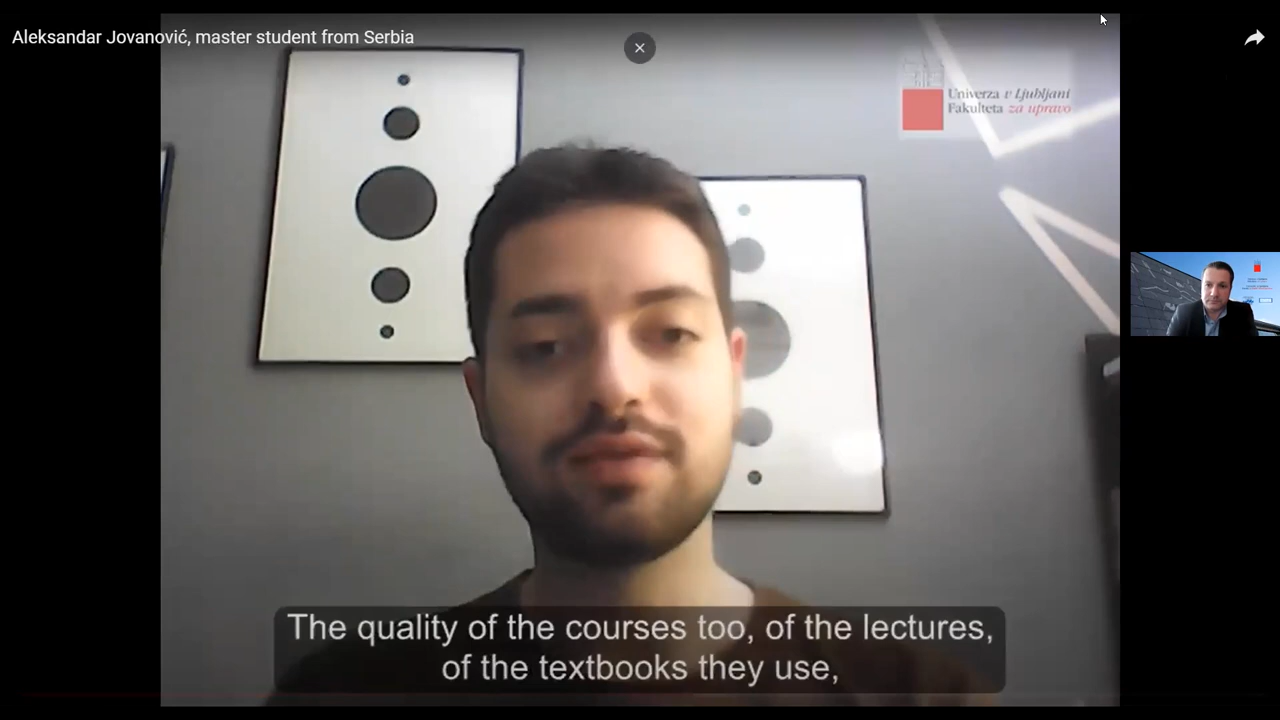 Aleksandar Jovanović, master student from Serbia
Univerza v Ljubljani
Fakulteta za upravo
The quality of the courses too, of the lectures,
of the textbooks they use,